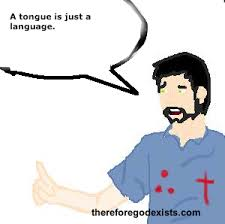 A tongue is just a
language.
thereforegodexists.com